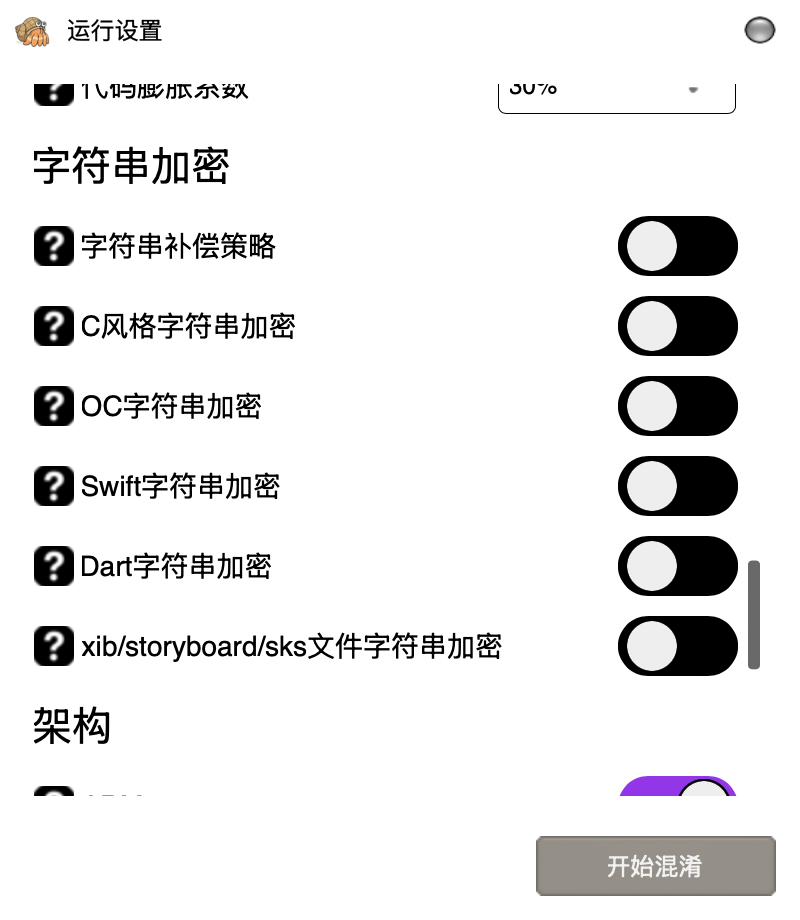 运行设置
代码膨胀系数
30%
字符串加密
字符串补偿策略
C风格字符串加密
OC字符串加密
Swift字符串加密
Dart字符串加密
xib/storyboard/sks文件字符串加密
架构
开始混淆